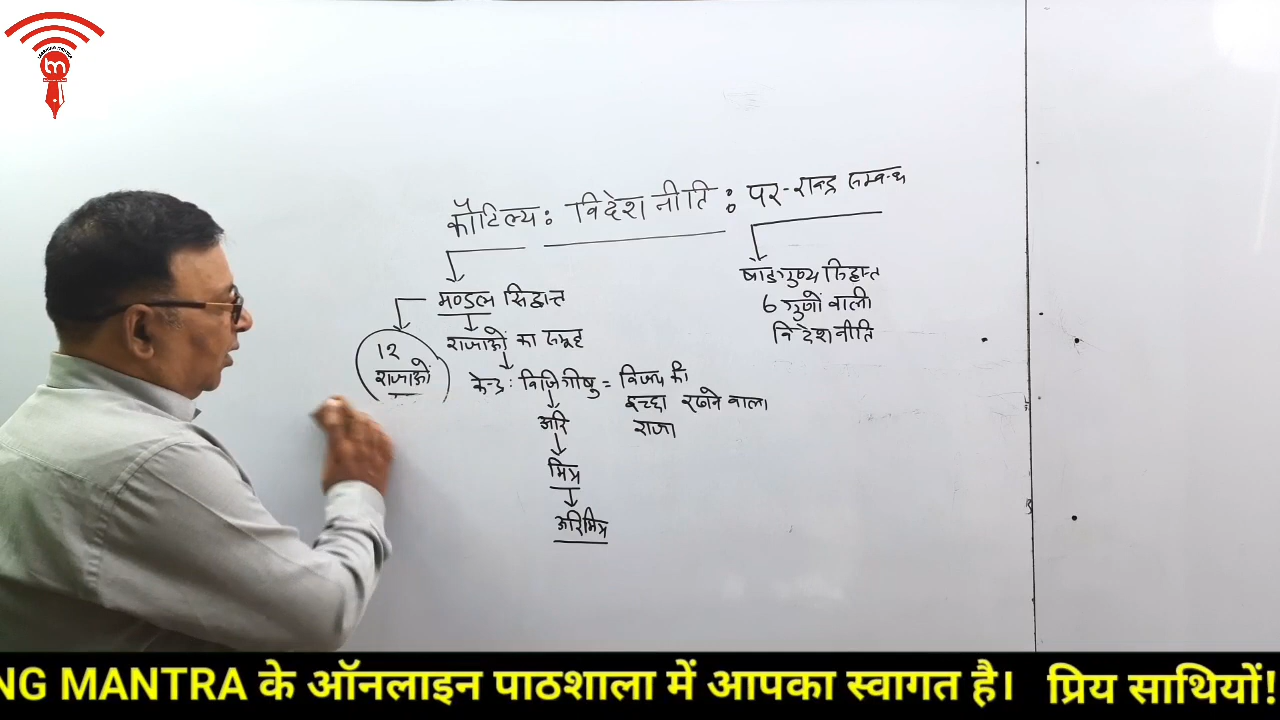 कौटिल्य: विदेश नीति : पर-राष्ट्र सम्बन्ध
मण्डल सिद्धान्त
राजाओं का समूह
12
राजाओं
केन्द्र: विजिगीषु = विजय की
इच्छा रखने वाला
राजा
अरि
मित्र
अरिमित्र
षाड्गुण्य सिद्धान्त
6 गुणों वाली
विदेश नीति
NG MANTRA के ऑनलाइन पाठशाला में आपका स्वागत है। प्रिय साथियों!